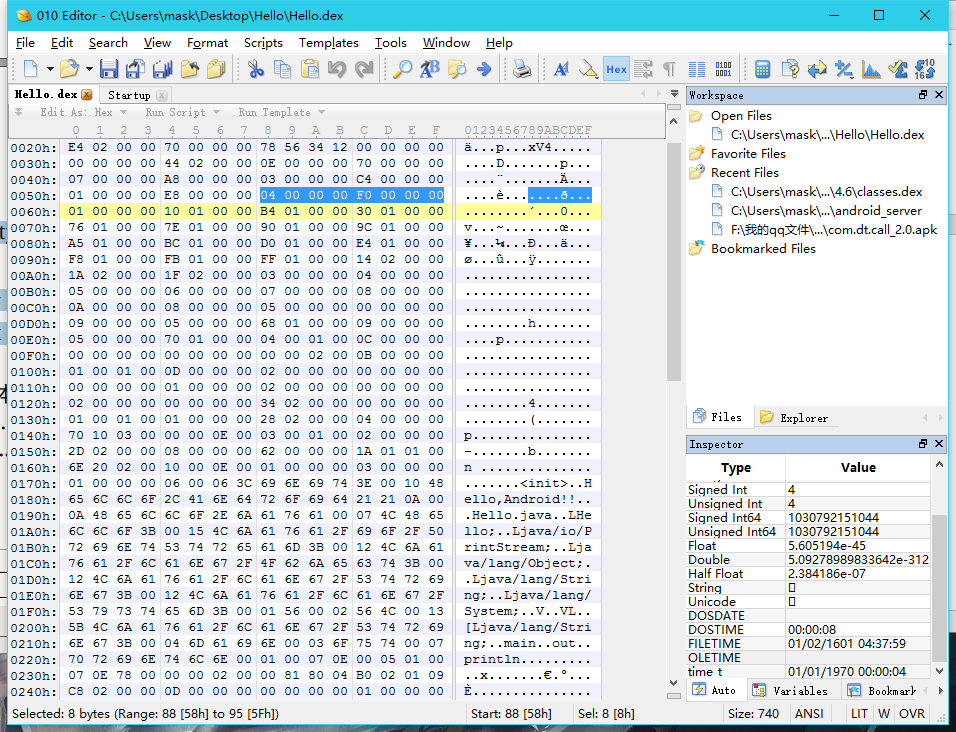 010 Editor - C:\Users\mask\Desktop\Hello\Hello.dex
File Edit Search View Format Scripts Templates Tools Window Help
Hex
Hello.dex Startup
Edit As: Hex Run Script Run Template
0 1 2 3 4 5 6 7 8 9 A B C D E F 0123456789ABCDEF
0020h: E4 02 00 00 70 00 00 00 78 56 34 12 00 00 00 00 ä...p...xV4.....
0030h: 00 00 00 00 44 02 00 00 0E 00 00 00 70 00 00 00 ....D.......p...
0040h: 07 00 00 00 A8 00 00 00 03 00 00 00 C4 00 00 00 ....¨.......Ä...
0050h: 01 00 00 00 E8 00 00 00 04 00 00 00 F0 00 00 00 ....è.......ð...
0060h: 01 00 00 00 10 01 00 00 B4 01 00 00 30 01 00 00 ........´...0...
0070h: 76 01 00 00 7E 01 00 00 90 01 00 00 9C 01 00 00 v...~.......œ...
0080h: A5 01 00 00 BC 01 00 00 D0 01 00 00 E4 01 00 00 ¥...¼...Ð...ä...
0090h: F8 01 00 00 FB 01 00 00 FF 01 00 00 14 02 00 00 ø...û...ÿ.......
00A0h: 1A 02 00 00 1F 02 00 00 03 00 00 00 04 00 00 00 ................
00B0h: 05 00 00 00 06 00 00 00 07 00 00 00 08 00 00 00 ................
00C0h: 0A 00 00 00 08 00 00 00 05 00 00 00 00 00 00 00 ................
00D0h: 09 00 00 00 05 00 00 00 68 01 00 00 09 00 00 00 ........h.......
00E0h: 05 00 00 00 70 01 00 00 04 00 01 00 0C 00 00 00 ....p...........
00F0h: 00 00 00 00 00 00 00 00 00 00 02 00 0B 00 00 00 ................
0100h: 01 00 01 00 0D 00 00 00 02 00 00 00 00 00 00 00 ................
0110h: 00 00 00 00 01 00 00 00 02 00 00 00 00 00 00 00 ................
0120h: 02 00 00 00 00 00 00 00 34 02 00 00 00 00 00 00 ........4.......
0130h: 01 00 01 00 01 00 00 00 28 02 00 00 04 00 00 00 ........(.......
0140h: 70 10 03 00 00 00 0E 00 03 00 01 00 02 00 00 00 p...............
0150h: 2D 02 00 00 08 00 00 00 62 00 00 00 1A 01 01 00 -.......b.......
0160h: 6E 20 02 00 10 00 0E 00 01 00 00 00 03 00 00 00 n ..............
0170h: 01 00 00 00 06 00 06 3C 69 6E 69 74 3E 00 10 48 .......<init>..H
0180h: 65 6C 6C 6F 2C 41 6E 64 72 6F 69 64 21 21 0A 00 ello,Android!!..
0190h: 0A 48 65 6C 6C 6F 2E 6A 61 76 61 00 07 4C 48 65 .Hello.java..LHe
01A0h: 6C 6C 6F 3B 00 15 4C 6A 61 76 61 2F 69 6F 2F 50 llo;..Ljava/io/P
01B0h: 72 69 6E 74 53 74 72 65 61 6D 3B 00 12 4C 6A 61 rintStream;..Lja
01C0h: 76 61 2F 6C 61 6E 67 2F 4F 62 6A 65 63 74 3B 00 va/lang/Object;.
01D0h: 12 4C 6A 61 76 61 2F 6C 61 6E 67 2F 53 74 72 69 .Ljava/lang/Stri
01E0h: 6E 67 3B 00 12 4C 6A 61 76 61 2F 6C 61 6E 67 2F ng;..Ljava/lang/
01F0h: 53 79 73 74 65 6D 3B 00 01 56 00 02 56 4C 00 13 System;..V..VL..
0200h: 5B 4C 6A 61 76 61 2F 6C 61 6E 67 2F 53 74 72 69 [Ljava/lang/Stri
0210h: 6E 67 3B 00 04 6D 61 69 6E 00 03 6F 75 74 00 07 ng;..main..out..
0220h: 70 72 69 6E 74 6C 6E 00 01 00 07 0E 00 05 01 00 println.........
0230h: 07 0E 78 00 00 00 02 00 00 81 80 04 B0 02 01 09 ..x.......€.°...
0240h: C8 02 00 00 0D 00 00 00 00 00 00 00 01 00 00 00 È...............
Workspace
Open Files
C:\Users\mask\...\Hello\Hello.dex
Favorite Files
Recent Files
C:\Users\mask\...\4.6\classes.dex
C:\Users\mask\...\android_server
F:\我的qq文件\...\com.dt.call_2.0.apk
Bookmarked Files
Files Explorer
Inspector
Type Value
Signed Int 4
Unsigned Int 4
Signed Int64 1030792151044
Unsigned Int64 1030792151044
Float 5.605194e-45
Double 5.09278989833642e-312
Half Float 2.384186e-07
String
Unicode
DOSDATE
DOSTIME 00:00:08
FILETIME 01/02/1601 04:37:59
OLETIME
time_t 01/01/1970 00:00:04
Auto Variables Bookmark
Selected: 8 bytes (Range: 88 [58h] to 95 [5Fh]) Start: 88 [58h] Sel: 8 [8h] Size: 740 ANSI LIT W OVR